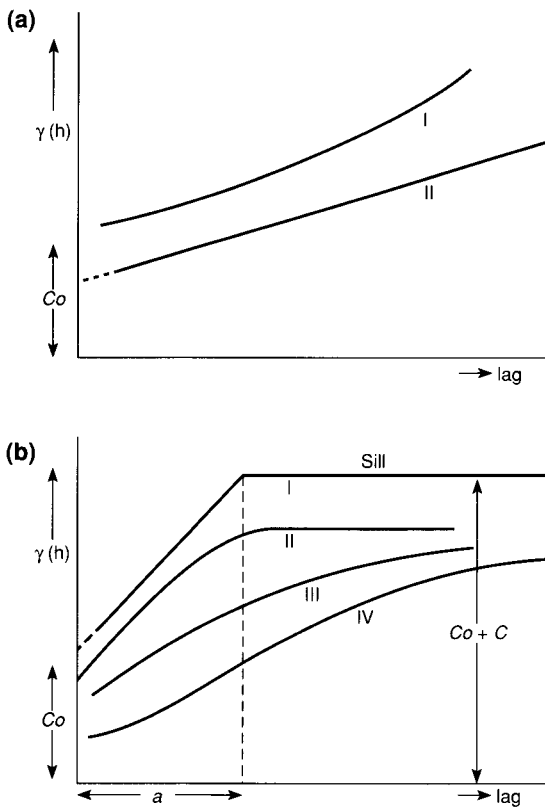 (a)
γ (h)
I
II
Co
lag
(b)
Sill
I
γ (h)
II
III
IV
Co + C
Co
a
lag